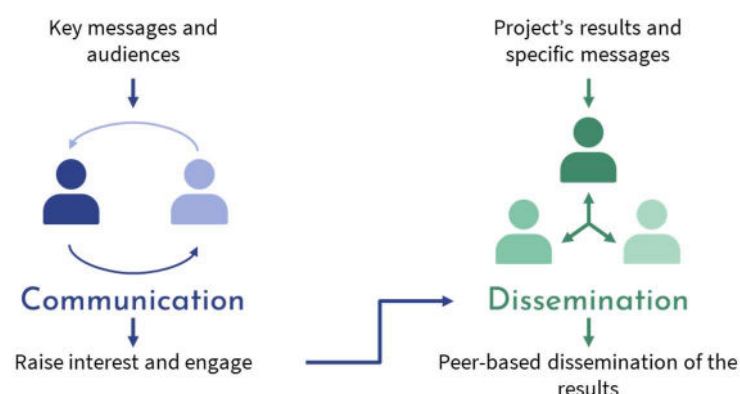 Key messages and
audiences
Communication
Raise interest and engage
Project's results and
specific messages
Dissemination
Peer-based dissemination of the
results